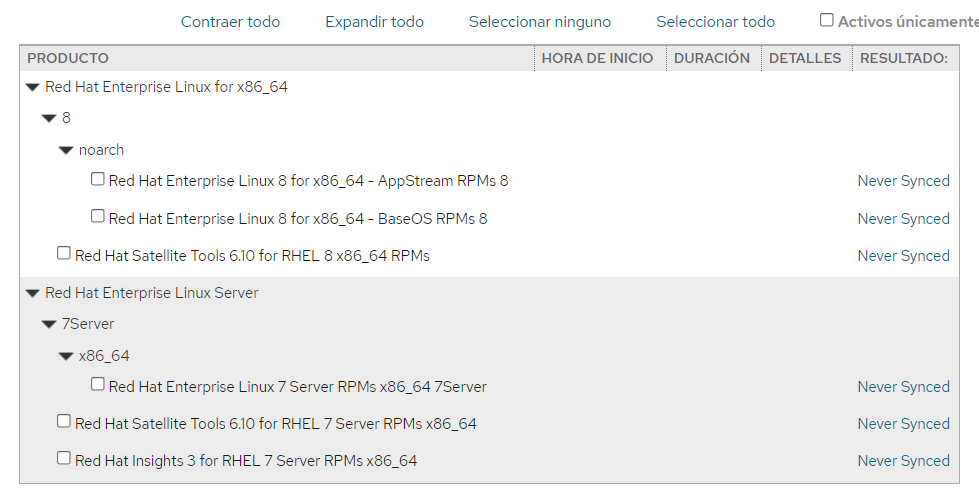 Contraer todo Expandir todo Seleccionar ninguno Seleccionar todo Activos únicamente
PRODUCTO HORA DE INICIO DURACIÓN DETALLES RESULTADO:
Red Hat Enterprise Linux for x86_64
8
noarch
Red Hat Enterprise Linux 8 for x86_64 - AppStream RPMs 8 Never Synced
Red Hat Enterprise Linux 8 for x86_64 - BaseOS RPMs 8 Never Synced
Red Hat Satellite Tools 6.10 for RHEL 8 x86_64 RPMs Never Synced
Red Hat Enterprise Linux Server
7Server
x86_64
Red Hat Enterprise Linux 7 Server RPMs x86_64 7Server Never Synced
Red Hat Satellite Tools 6.10 for RHEL 7 Server RPMs x86_64 Never Synced
Red Hat Insights 3 for RHEL 7 Server RPMs x86_64 Never Synced